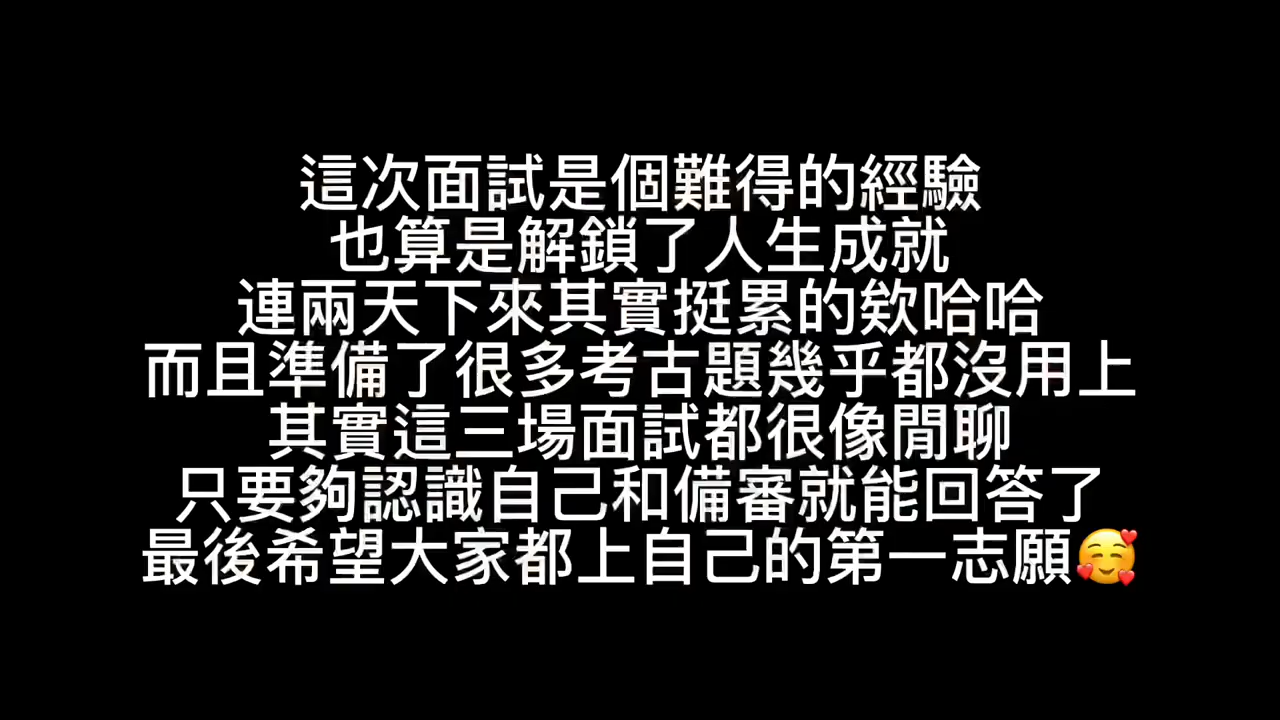 這次面試是個難得的經驗
也算是解鎖了人生成就
連兩天下來其實挺累的欸哈哈
而且準備了很多考古題幾乎都沒用上
其實這三場面試都很像閒聊
只要夠認識自己和備審就能回答了
最後希望大家都上自己的第一志願🥰